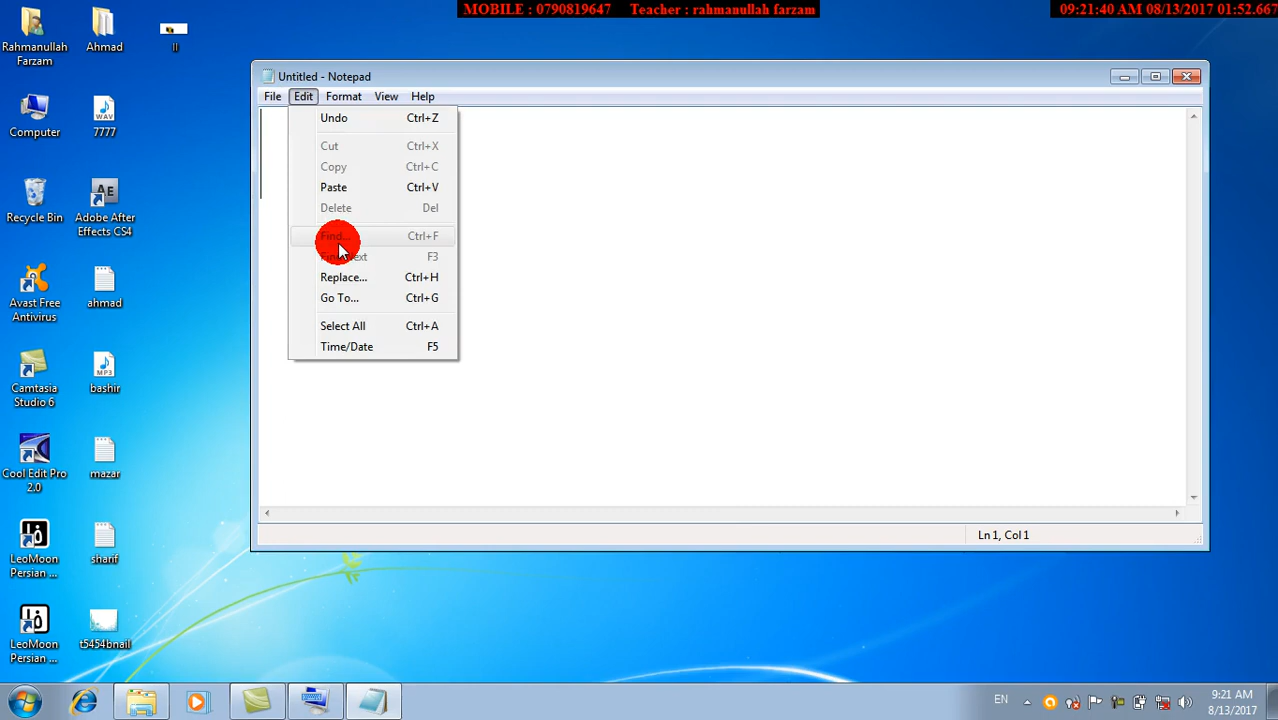 MOBILE : 0790819647 Teacher : rahmanullah farzam
09:21:40 AM 08/13/2017 01:52.667
Rahmanullah Farzam
Ahmad
II
Computer
7777
Recycle Bin
Adobe After Effects CS4
Avast Free Antivirus
ahmad
Camtasia Studio 6
bashir
Cool Edit Pro 2.0
mazar
LeoMoon Persian ...
sharif
LeoMoon Persian ...
t5454bnail
Untitled - Notepad
File Edit Format View Help
Undo Ctrl+Z
Cut Ctrl+X
Copy Ctrl+C
Paste Ctrl+V
Delete Del
Find... Ctrl+F
Find Next F3
Replace... Ctrl+H
Go To... Ctrl+G
Select All Ctrl+A
Time/Date F5
Ln 1, Col 1
EN
9:21 AM
8/13/2017